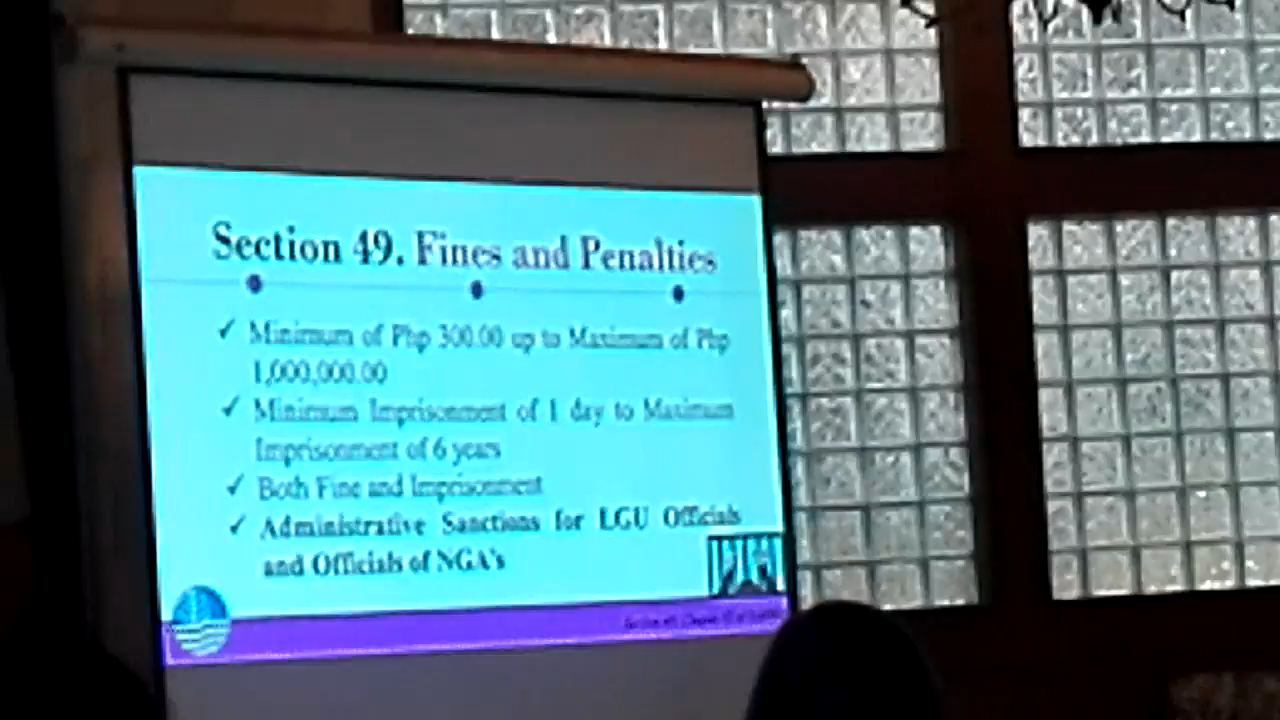 Section 49. Fines and Penalties
✓ Minimum of Php 300.00 up to Maximum of Php
1,000,000.00
✓ Minimum Imprisonment of 1 day to Maximum
Imprisonment of 6 years
✓ Both Fine and Imprisonment
✓ Administrative Sanctions for LGU Officials
and Officials of NGA's